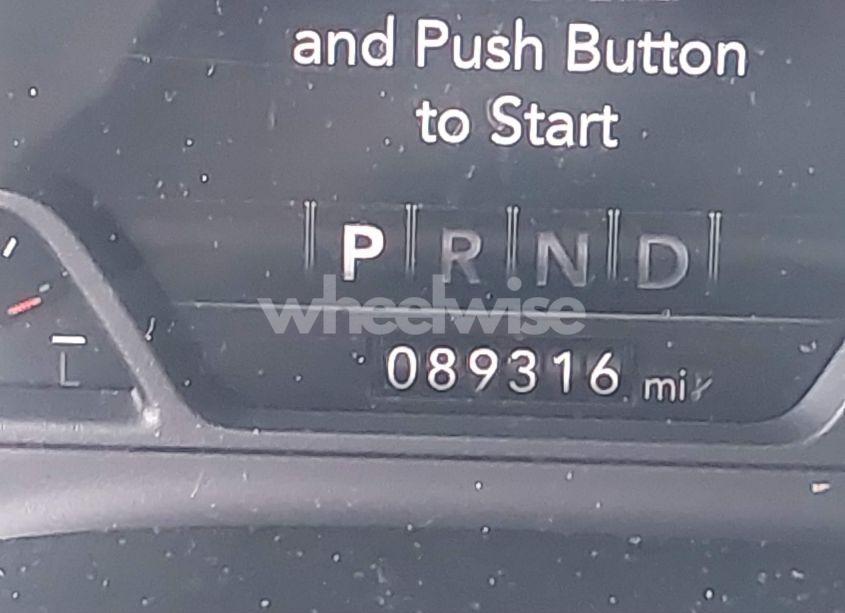 and Push Button
to Start
P R N D
wheelwise
089316 mi
L